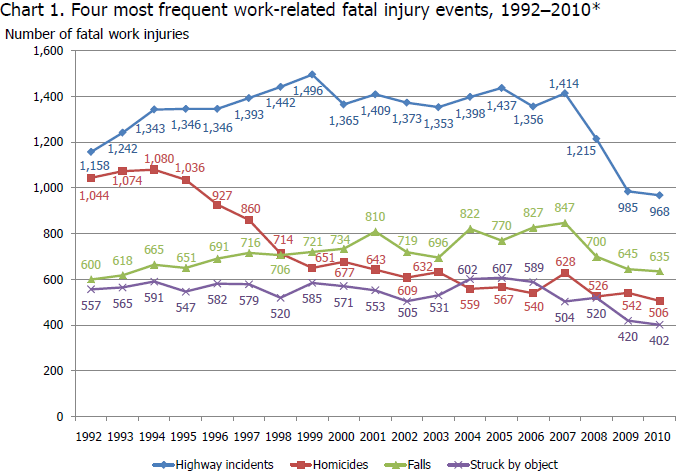 Chart 1. Four most frequent work-related fatal injury events, 1992–2010*
Number of fatal work injuries
1,600
1,400
1,200
1,000
800
600
400
200
0
1,158 1,242 1,343 1,346 1,346 1,393 1,442 1,496 1,365 1,409 1,373 1,353 1,398 1,437 1,356 1,414 1,215 985 968
1,044 1,074 1,080 1,036 927 860 714 651 677 643 609 632 559 567 540 628 526 542 506
600 618 665 651 691 716 706 721 734 810 719 696 822 770 827 847 700 645 635
557 565 591 547 582 579 520 585 571 553 505 531 602 607 589 504 520 420 402
1992 1993 1994 1995 1996 1997 1998 1999 2000 2001 2002 2003 2004 2005 2006 2007 2008 2009 2010
Highway incidents Homicides Falls Struck by object